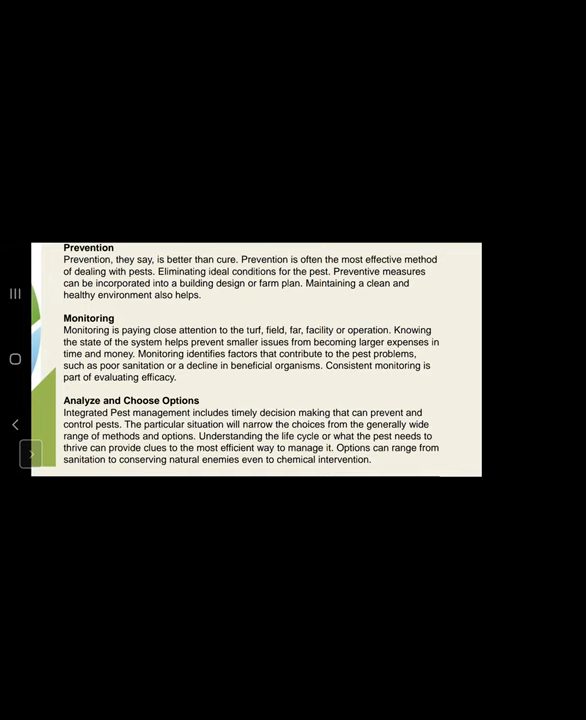 Prevention
Prevention, they say, is better than cure. Prevention is often the most effective method
of dealing with pests. Eliminating ideal conditions for the pest. Preventive measures
can be incorporated into a building design or farm plan. Maintaining a clean and
healthy environment also helps.
Monitoring
Monitoring is paying close attention to the turf, field, far, facility or operation. Knowing
the state of the system helps prevent smaller issues from becoming larger expenses in
time and money. Monitoring identifies factors that contribute to the pest problems,
such as poor sanitation or a decline in beneficial organisms. Consistent monitoring is
part of evaluating efficacy.
Analyze and Choose Options
Integrated Pest management includes timely decision making that can prevent and
control pests. The particular situation will narrow the choices from the generally wide
range of methods and options. Understanding the life cycle or what the pest needs to
thrive can provide clues to the most efficient way to manage it. Options can range from
sanitation to conserving natural enemies even to chemical intervention.